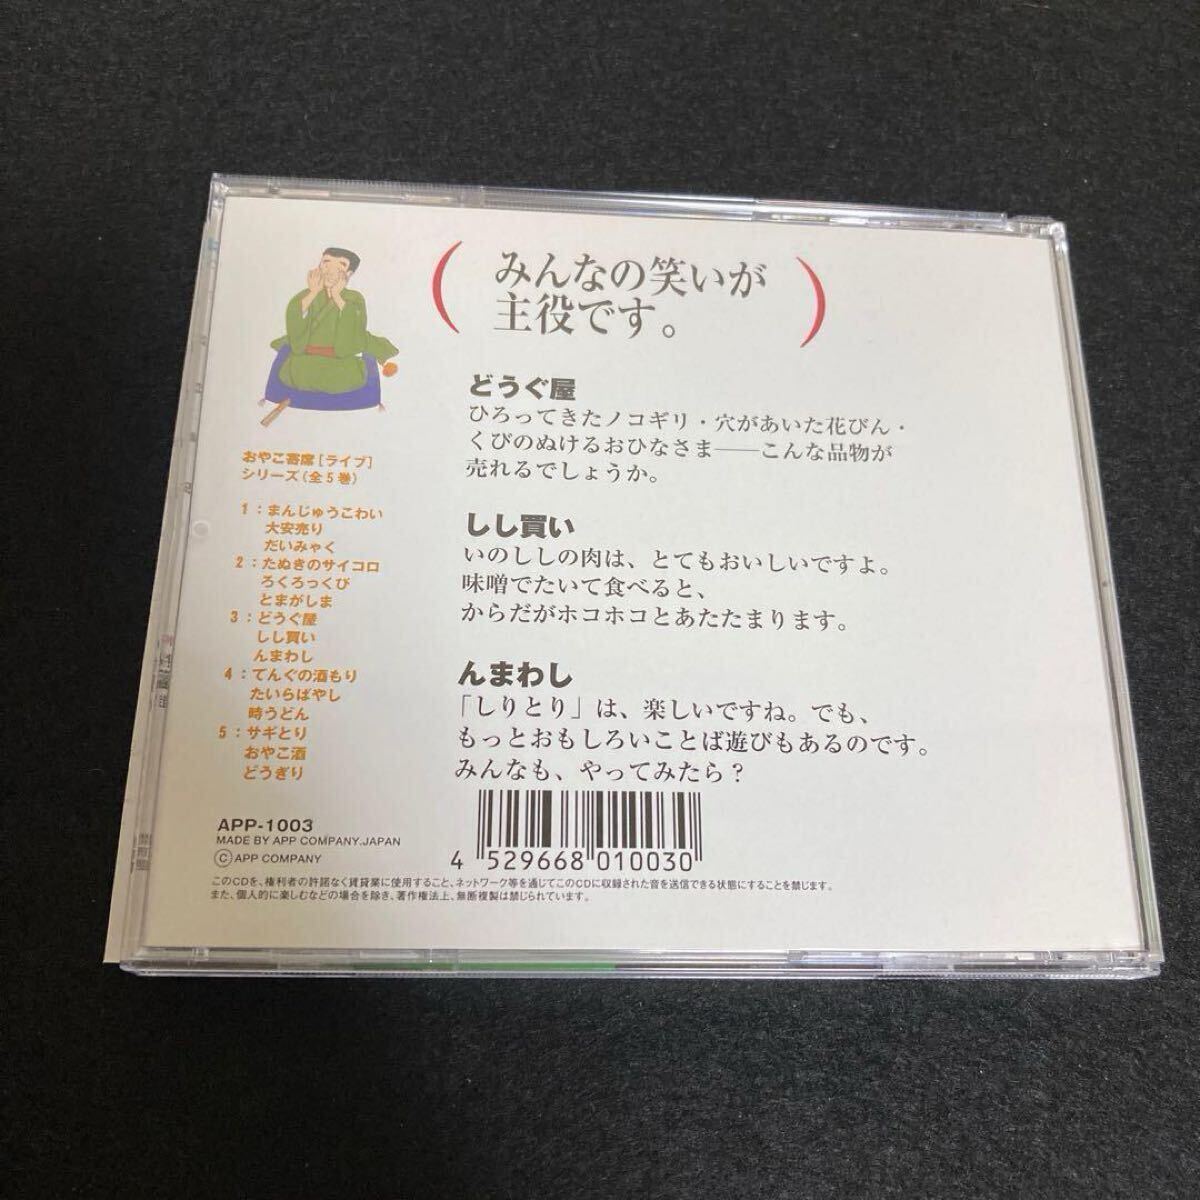 みんなの笑いが
主役です。
どうぐ屋
ひろってきたノコギリ・穴があいた花びん・
くびのぬけるおひなさま──こんな品物が
売れるでしょうか。
しし買い
いのししの肉は、とてもおいしいですよ。
味噌でたいて食べると、
からだがホコホコとあたたまります。
んまわし
「しりとり」は、楽しいですね。でも、
もっとおもしろいことば遊びもあるのです。
みんなも、やってみたら？
おやこ寄席［ライブ］
シリーズ（全５巻）
1：まんじゅうこわい
大安売り
だいみゃく
2：たぬきのサイコロ
ろくろっくび
とまがしま
3：どうぐ屋
しし買い
んまわし
4：てんぐの酒もり
たいらばやし
時うどん
5：サギとり
おやこ酒
どうぎり
APP-1003
MADE BY APP COMPANY.JAPAN
Ⓒ APP COMPANY
4 529668 010030
このCDを、権利者の許諾なく賃貸業に使用すること、ネットワーク等を通じてこのCDに収録された音を送信できる状態にすることを禁じます。
また、個人的に楽しむなどの場合を除き、著作権法上、無断複製は禁じられています。